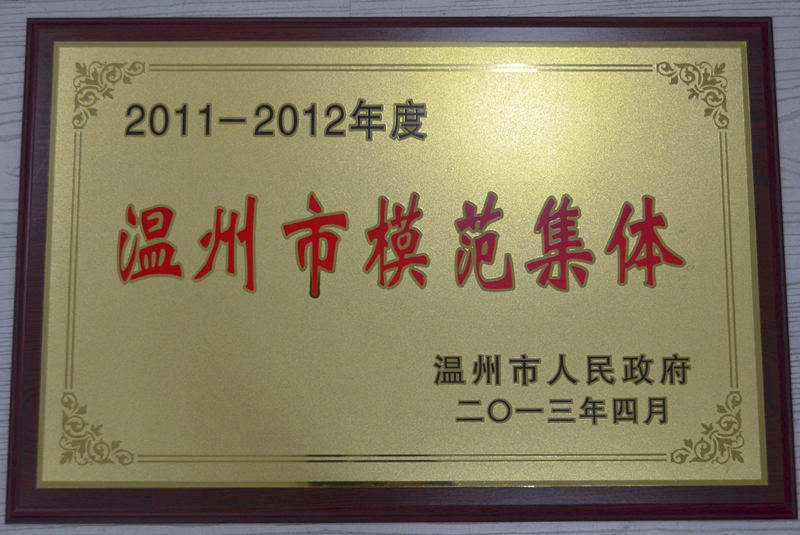 2011－2012年度
温州市模范集体
温州市人民政府
二〇一三年四月